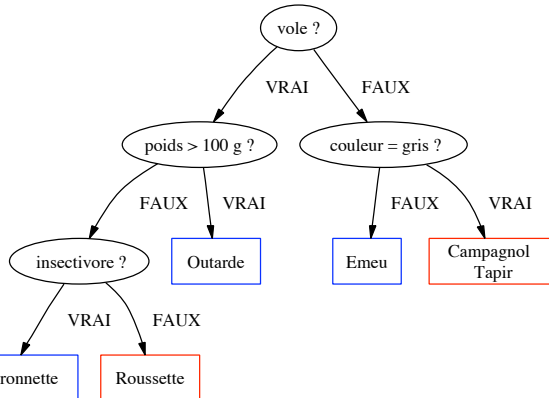 vole ?
VRAI
FAUX
poids > 100 g ?
couleur = gris ?
FAUX
VRAI
FAUX
VRAI
insectivore ?
Outarde
Emeu
Campagnol
Tapir
VRAI
FAUX
ronnette
Roussette